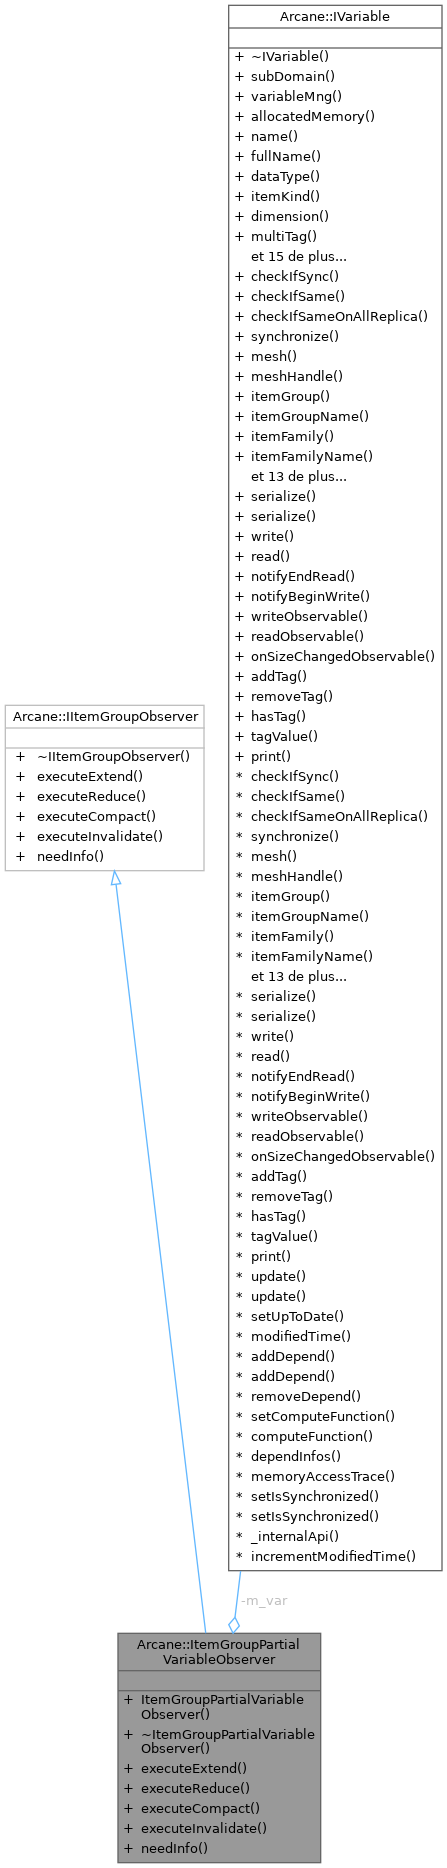 Arcane::IVariable
+ ~IVariable()
+ subDomain()
+ variableMng()
+ allocatedMemory()
+ name()
+ fullName()
+ dataType()
+ itemKind()
+ dimension()
+ multiTag()
et 15 de plus...
+ checkIfSync()
+ checkIfSame()
+ checkIfSameOnAllReplica()
+ synchronize()
+ mesh()
+ meshHandle()
+ itemGroup()
+ itemGroupName()
+ itemFamily()
+ itemFamilyName()
et 13 de plus...
+ serialize()
+ serialize()
+ write()
+ read()
+ notifyEndRead()
+ notifyBeginWrite()
+ writeObservable()
+ readObservable()
+ onSizeChangedObservable()
+ addTag()
+ removeTag()
+ hasTag()
+ tagValue()
+ print()
* checkIfSync()
* checkIfSame()
* checkIfSameOnAllReplica()
* synchronize()
* mesh()
* meshHandle()
* itemGroup()
* itemGroupName()
* itemFamily()
* itemFamilyName()
et 13 de plus...
* serialize()
* serialize()
* write()
* read()
* notifyEndRead()
* notifyBeginWrite()
* writeObservable()
* readObservable()
* onSizeChangedObservable()
* addTag()
* removeTag()
* hasTag()
* tagValue()
* print()
* update()
* update()
* setUpToDate()
* modifiedTime()
* addDepend()
* addDepend()
* removeDepend()
* setComputeFunction()
* computeFunction()
* dependInfos()
* memoryAccessTrace()
* setIsSynchronized()
* setIsSynchronized()
* _internalApi()
* incrementModifiedTime()
Arcane::IItemGroupObserver
+ ~IItemGroupObserver()
+ executeExtend()
+ executeReduce()
+ executeCompact()
+ executeInvalidate()
+ needInfo()
-m_var
Arcane::ItemGroupPartial
VariableObserver
+ ItemGroupPartialVariable
Observer()
+ ~ItemGroupPartialVariable
Observer()
+ executeExtend()
+ executeReduce()
+ executeCompact()
+ executeInvalidate()
+ needInfo()